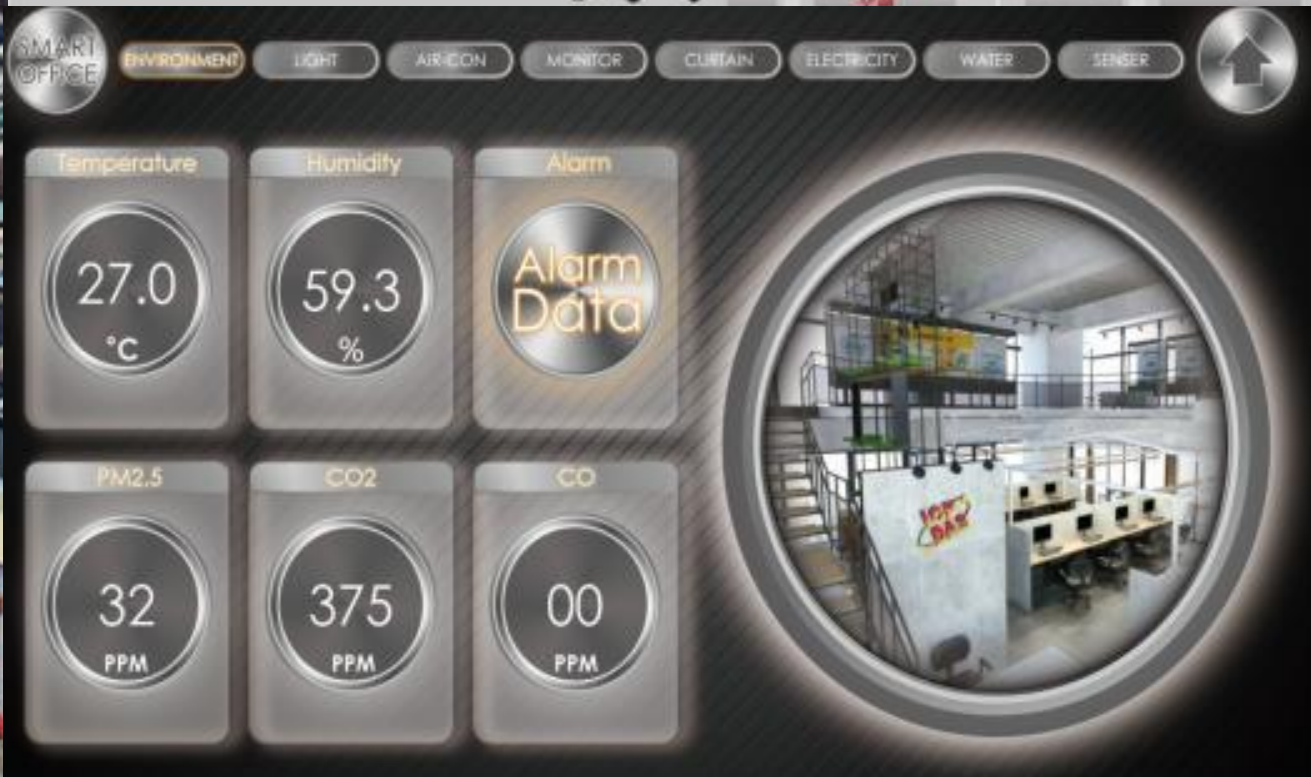 SMART
OFFICE
ENVIRONMENT
LIGHT
AIR-CON
MONITOR
CURTAIN
ELECTRICITY
WATER
SENSER
Temperature
Humidity
Alarm
27.0
°C
59.3
%
Alarm
Data
PM2.5
CO2
CO
32
PPM
375
PPM
00
PPM